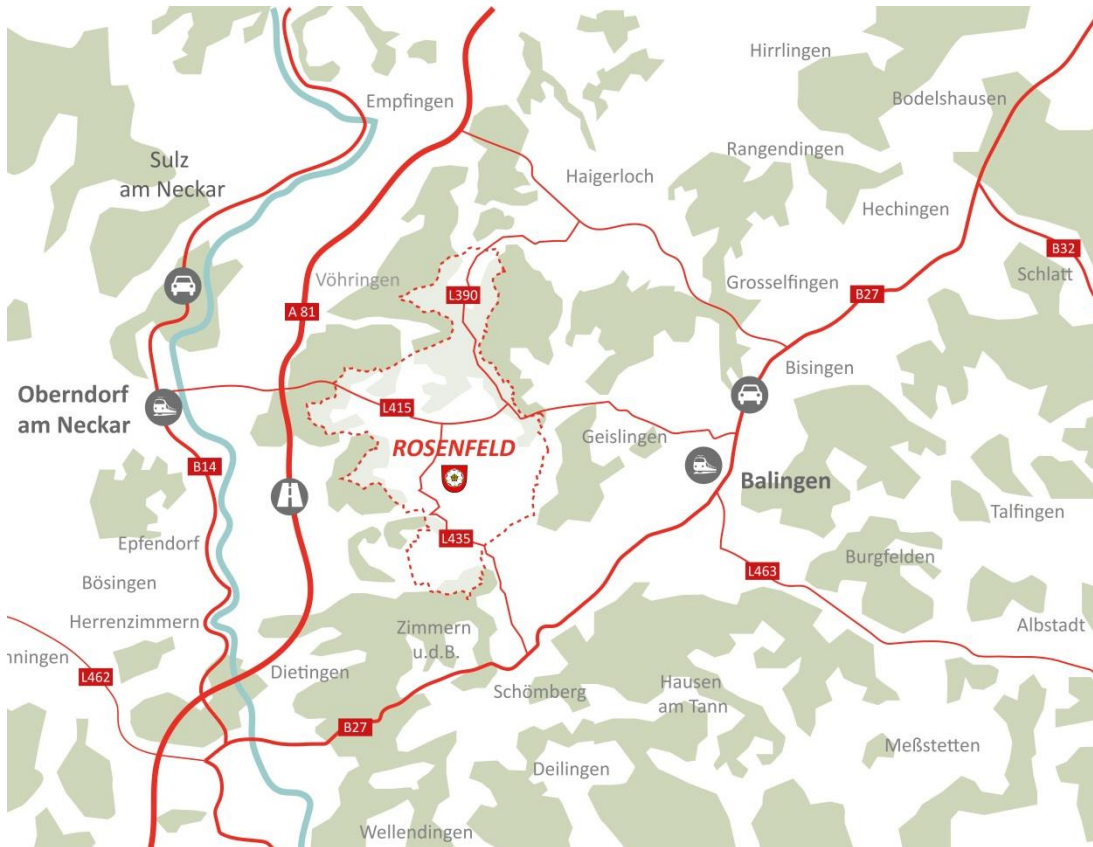 Hirrlingen
Empfingen
Bodelshausen
Sulz
am Neckar
Rangendingen
Haigerloch
Hechingen
B32
Schlatt
Vöhringen
Grosselfingen
L390
B27
A 81
Bisingen
Oberndorf
am Neckar
L415
Geislingen
ROSENFELD
B14
Balingen
Talfingen
Epfendorf
L435
Burgfelden
L463
Bösingen
Herrenzimmern
Albstadt
Zimmern
u.d.B.
nningen
L462
Dietingen
Schömberg
Hausen
am Tann
B27
Meßstetten
Deilingen
Wellendingen